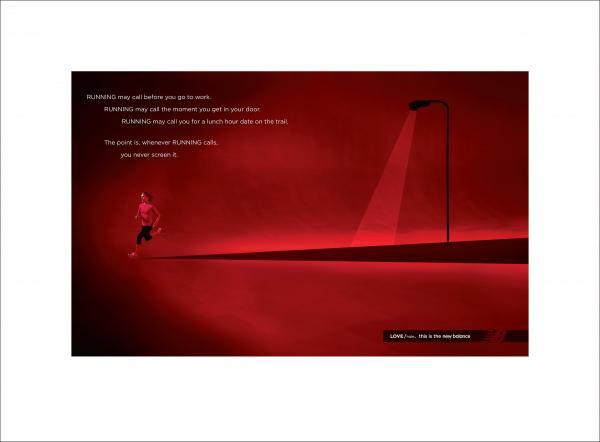 RUNNING may call before you go to work.
RUNNING may call the moment you get in your door.
RUNNING may call you for a lunch hour date on the trail.
The point is, whenever RUNNING calls,
you never screen it.
LOVE/ this is the new balance